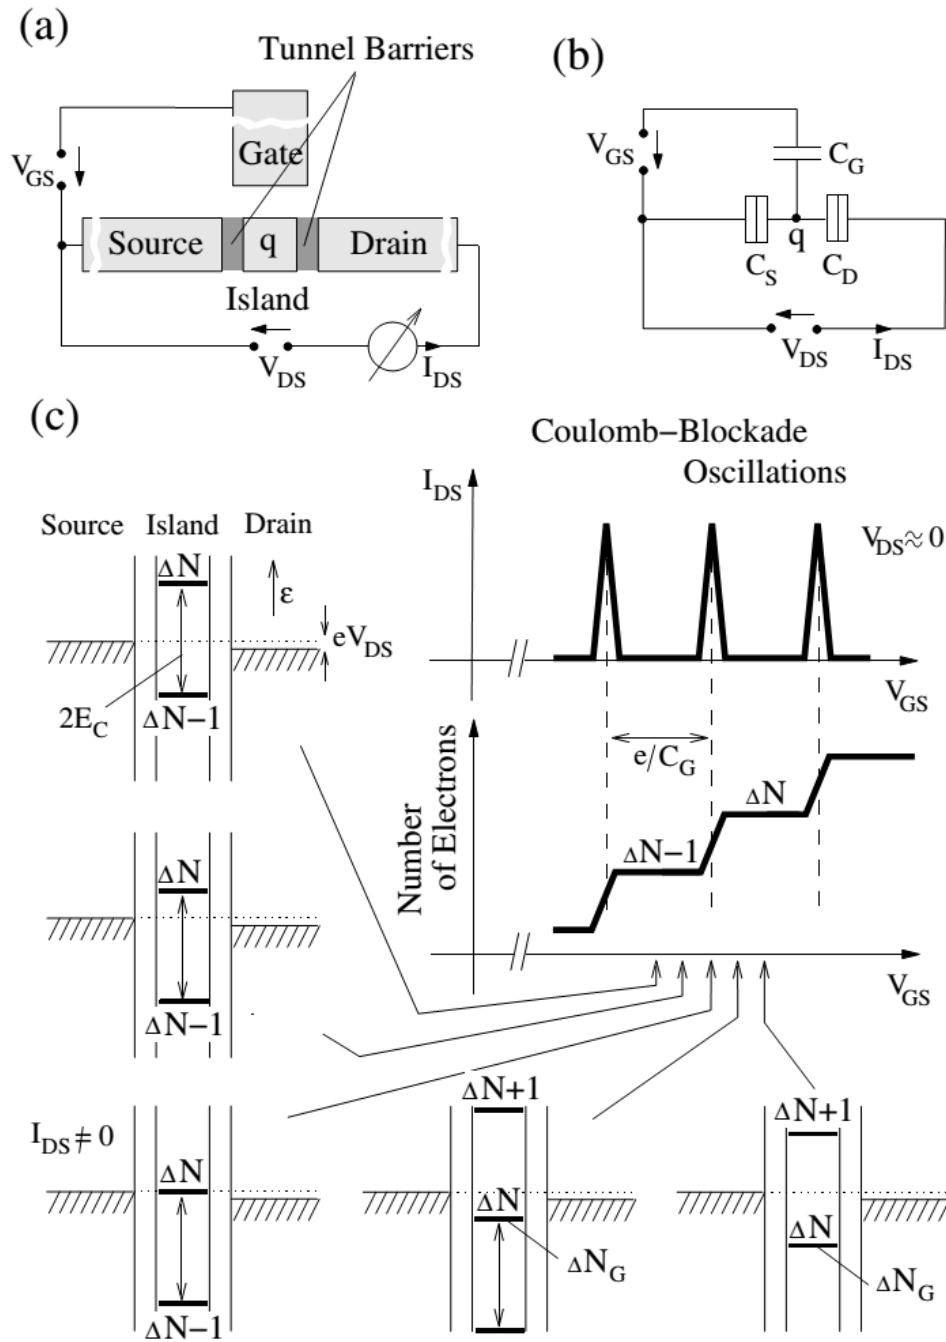 (a)
Tunnel Barriers
V_GS
Gate
Source
q
Drain
Island
V_DS
I_DS
(b)
V_GS
C_G
q
C_S
C_D
V_DS
I_DS
(c)
Coulomb–Blockade
Oscillations
I_DS
V_DS ≈ 0
V_GS
Source
Island
Drain
ΔN
ε
eV_DS
2E_C
ΔN−1
e/C_G
Number
of Electrons
ΔN−1
ΔN
V_GS
ΔN
ΔN−1
I_DS ≠ 0
ΔN
ΔN−1
ΔN+1
ΔN
ΔN_G
ΔN+1
ΔN
ΔN_G